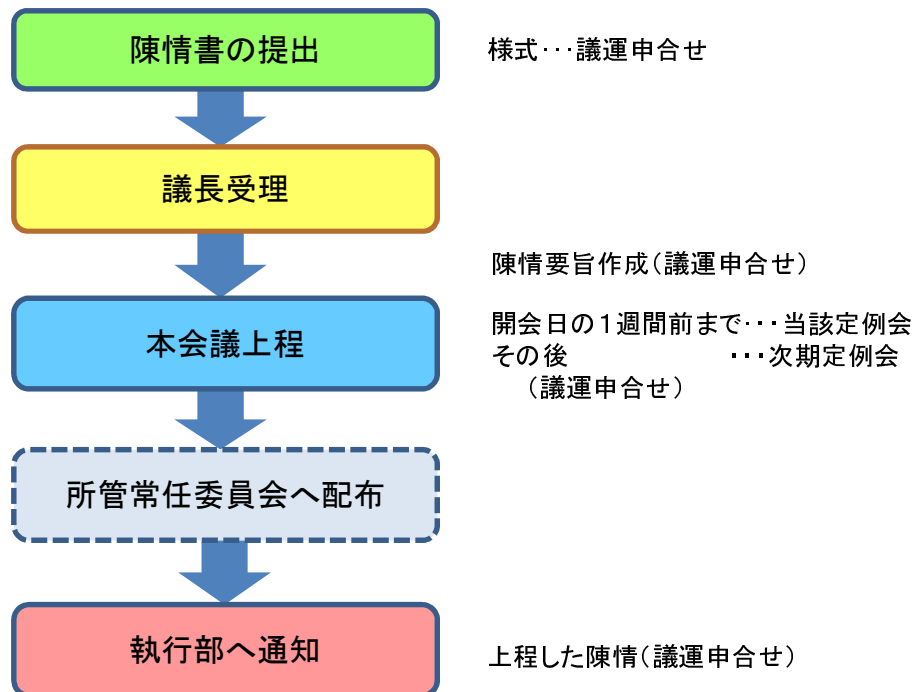 陳情書の提出
様式･･･議運申合せ
議長受理
陳情要旨作成(議運申合せ)
本会議上程
開会日の1週間前まで･･･当該定例会
その後　　　　　　　･･･次期定例会
(議運申合せ)
所管常任委員会へ配布
執行部へ通知
上程した陳情(議運申合せ)